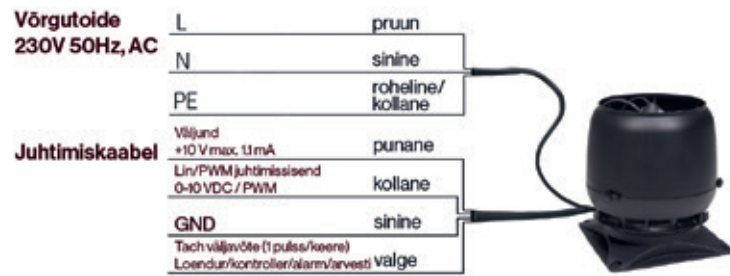 Võrgutoide
230V 50Hz, AC
L pruun
N sinine
PE roheline/
kollane
Juhtimiskaabel
Väljund
+10 V max, 1.1 mA punane
Lin/PWM juhtimissisend
0-10 VDC / PWM kollane
GND sinine
Tach väljavõte (1 pulss/keere)
Loendur/kontroller/alarm/arvesti valge